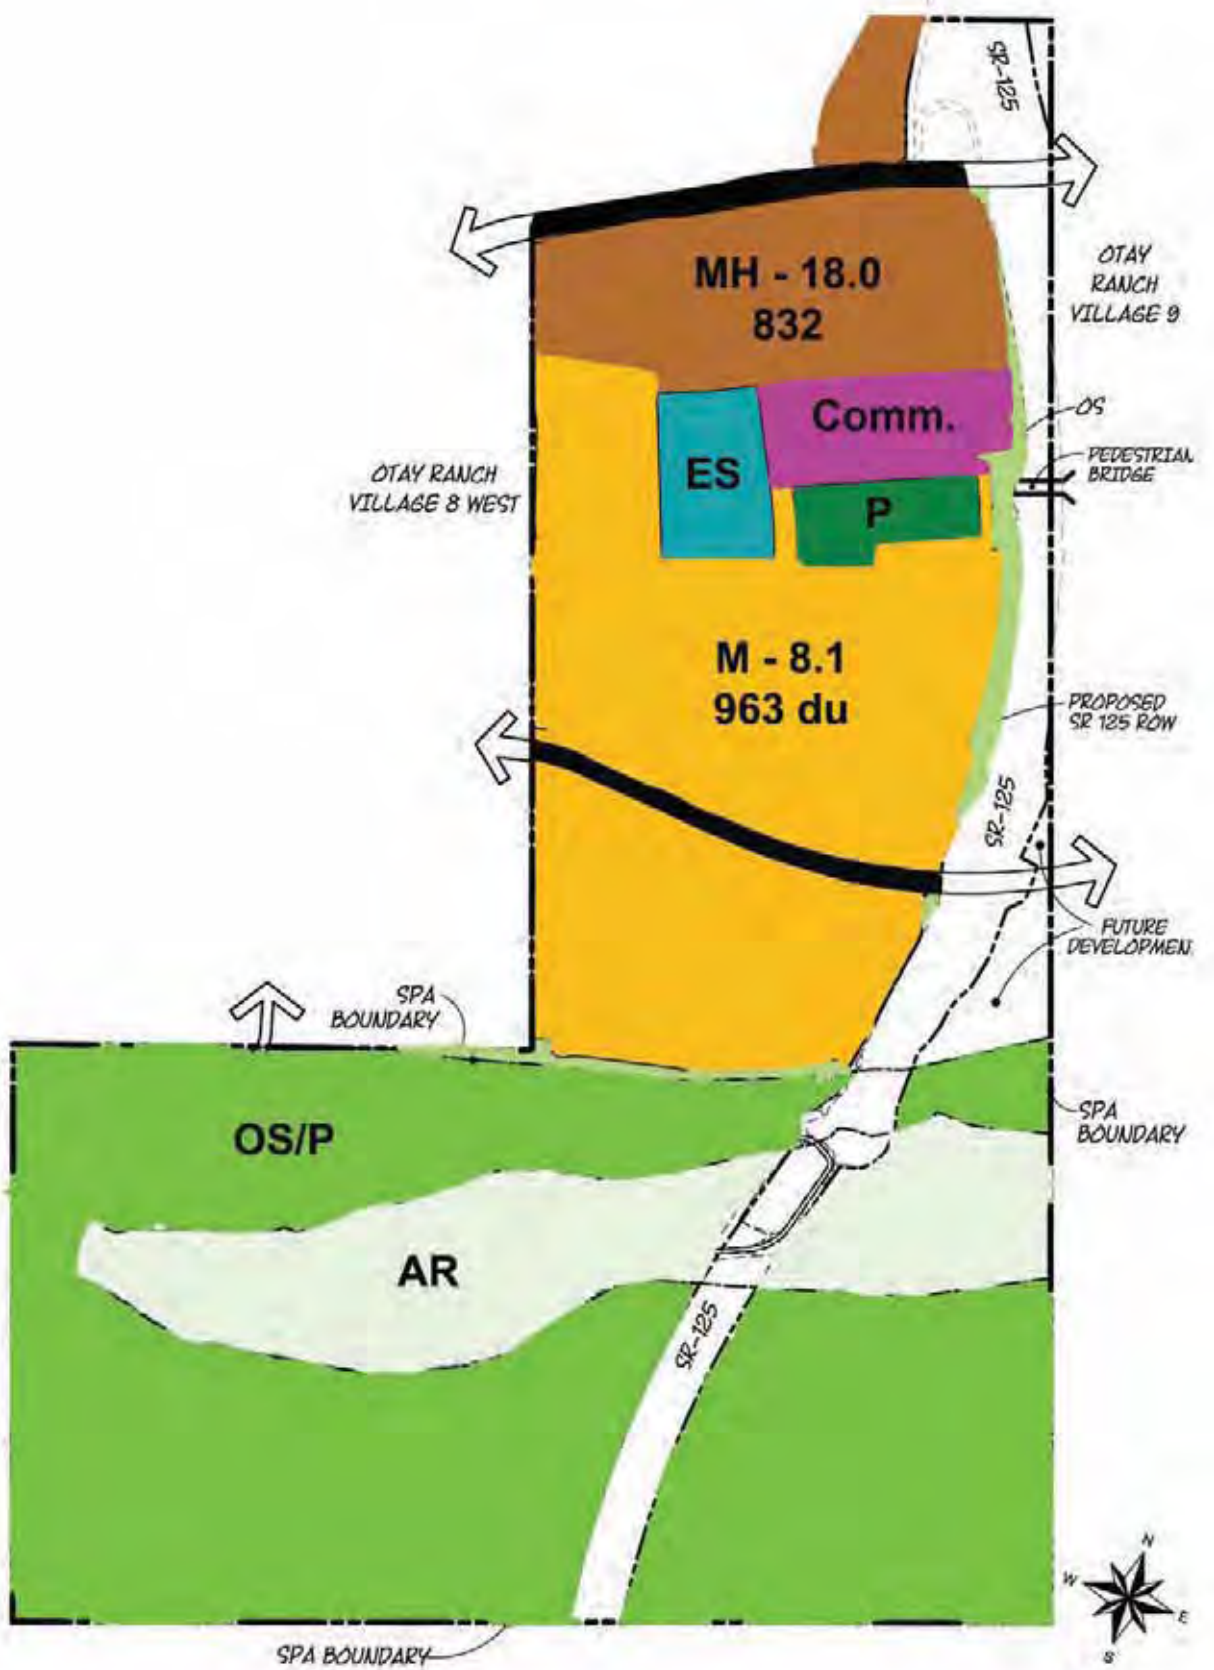 SR-125
OTAY
RANCH
VILLAGE 9
MH - 18.0
832
Comm.
OS
PEDESTRIAN
BRIDGE
ES
P
OTAY RANCH
VILLAGE 8 WEST
M - 8.1
963 du
PROPOSED
SR 125 ROW
SR-125
FUTURE
DEVELOPMEN
SPA
BOUNDARY
SPA
BOUNDARY
OS/P
AR
SR-125
SPA BOUNDARY
N
W
E
S